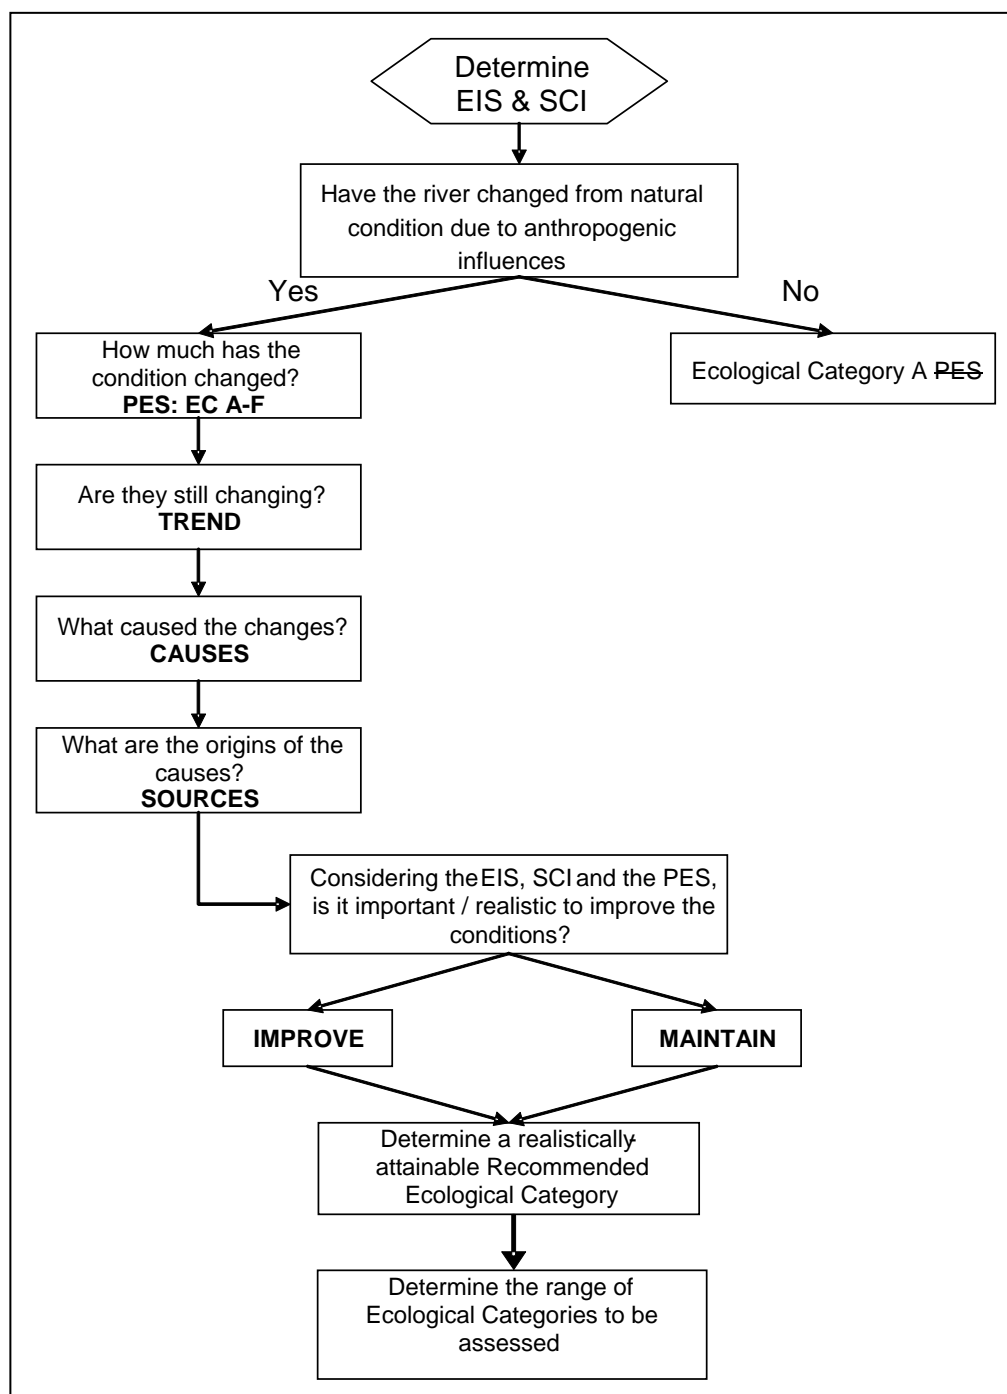 Determine
EIS & SCI
Have the river changed from natural
condition due to anthropogenic
influences
Yes
No
How much has the
condition changed?
PES: EC A-F
Ecological Category A PES
Are they still changing?
TREND
What caused the changes?
CAUSES
What are the origins of the
causes?
SOURCES
Considering the EIS, SCI and the PES,
is it important / realistic to improve the
conditions?
IMPROVE
MAINTAIN
Determine a realistically-
attainable Recommended
Ecological Category
Determine the range of
Ecological Categories to be
assessed